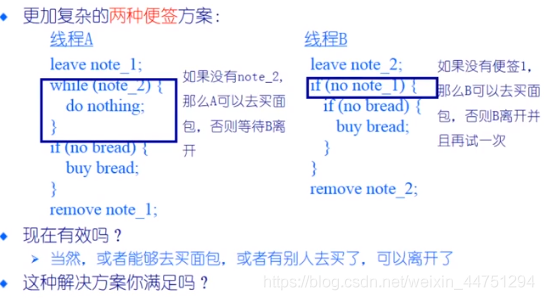 更加复杂的两种便签方案：
线程A
leave note_1;
while (note_2) {
do nothing;
}
if (no bread) {
buy bread;
}
remove note_1;
如果没有note_2,
那么A可以去买面
包，否则等待B离
开
线程B
leave note_2;
if (no note_1) {
if (no bread) {
buy bread;
}
}
remove note_2;
如果没有便签1，
那么B可以去买面
包，否则B离开并
且再试一次
现在有效吗？
当然，或者能够去买面包，或者有别人去买了，可以离开了
这种解决方案你满足吗？
https://blog.csdn.net/weixin_44751294